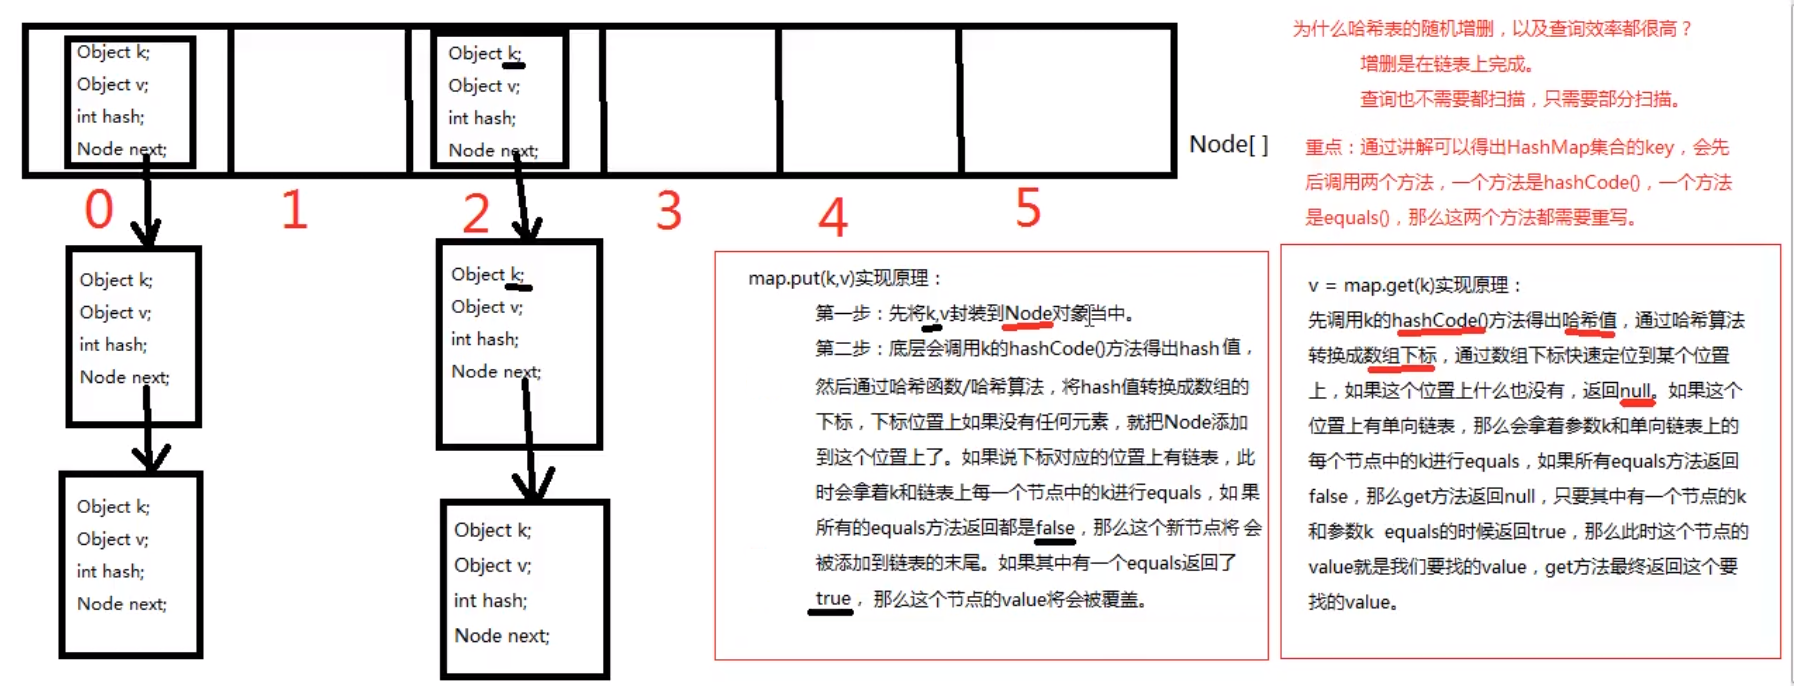 Object k;
Object v;
int hash;
Node next;
Object k;
Object v;
int hash;
Node next;
Node[ ]
0
1
2
3
4
5
Object k;
Object v;
int hash;
Node next;
Object k;
Object v;
int hash;
Node next;
Object k;
Object v;
int hash;
Node next;
Object k;
Object v;
int hash;
Node next;
为什么哈希表的随机增删，以及查询效率都很高？
增删是在链表上完成。
查询也不需要都扫描，只需要部分扫描。
重点：通过讲解可以得出HashMap集合的key，会先
后调用两个方法，一个方法是hashCode()，一个方法
是equals()，那么这两个方法都需要重写。
map.put(k,v)实现原理：
第一步：先将k,v封装到Node对象当中。
第二步：底层会调用k的hashCode()方法得出hash值，
然后通过哈希函数/哈希算法，将hash值转换成数组的
下标，下标位置上如果没有任何元素，就把Node添加
到这个位置上了。如果说下标对应的位置上有链表，此
时会拿着k和链表上每一个节点中的k进行equals，如果
所有的equals方法返回都是false，那么这个新节点将会
被添加到链表的末尾。如果其中有一个equals返回了
true，那么这个节点的value将会被覆盖。
v = map.get(k)实现原理：
先调用k的hashCode()方法得出哈希值，通过哈希算法
转换成数组下标，通过数组下标快速定位到某个位置
上，如果这个位置上什么也没有，返回null。如果这个
位置上有单向链表，那么会拿着参数k和单向链表上的
每个节点中的k进行equals，如果所有equals方法返回
false，那么get方法返回null，只要其中有一个节点的k
和参数k equals的时候返回true，那么此时这个节点的
value就是我们要找的value，get方法最终返回这个要
找的value。